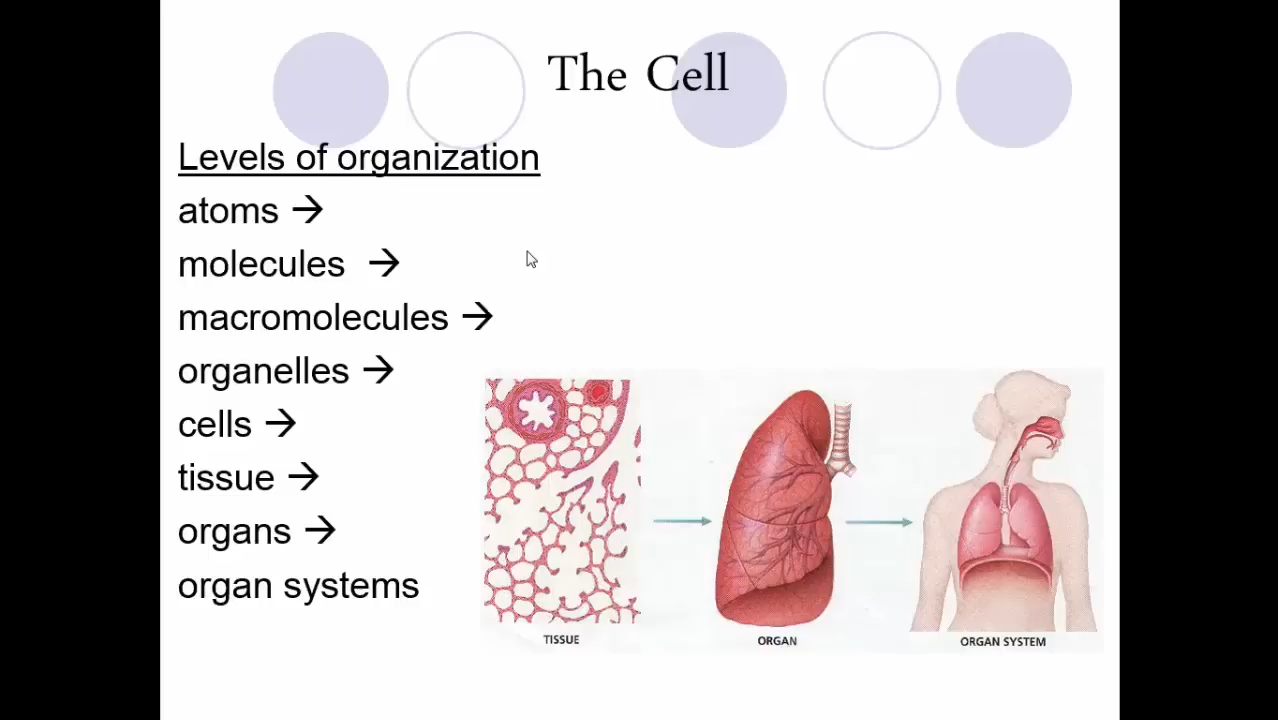 The Cell
Levels of organization
atoms →
molecules →
macromolecules →
organelles →
cells →
tissue →
organs →
organ systems
TISSUE
ORGAN
ORGAN SYSTEM